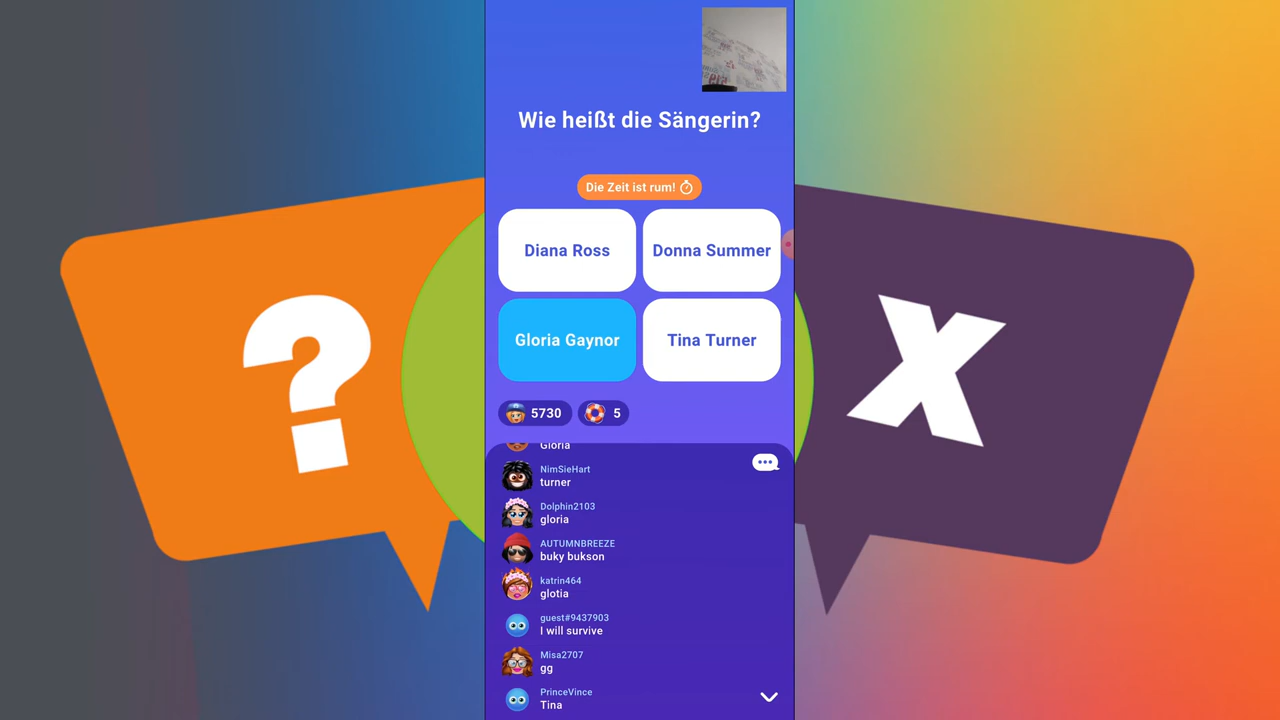 Wie heißt die Sängerin?
Die Zeit ist rum!
Diana Ross
Donna Summer
Gloria Gaynor
Tina Turner
5730
5
Gloria
NimSieHart
turner
Dolphin2103
gloria
AUTUMNBREEZE
buky bukson
katrin464
glotia
guest#9437903
I will survive
Misa2707
gg
PrinceVince
Tina
?
X